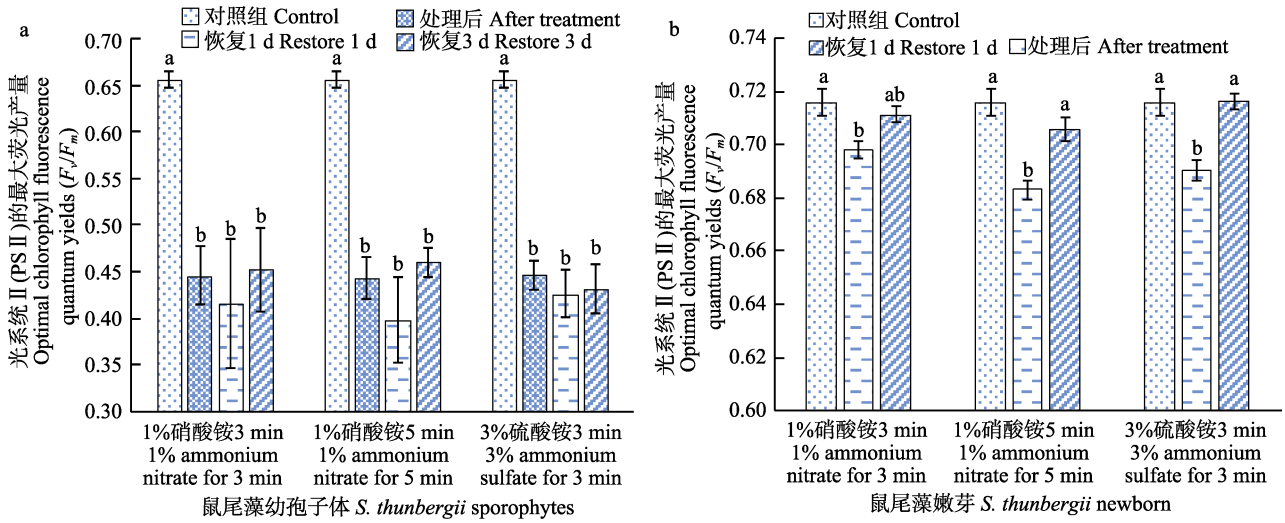 a
对照组 Control
处理后 After treatment
恢复1 d Restore 1 d
恢复3 d Restore 3 d
光系统 II (PS II)的最大荧光产量
Optimal chlorophyll fluorescence
quantum yields (Fv/Fm)
0.70
0.65
0.60
0.55
0.50
0.45
0.40
0.35
0.30
a
b
b
b
a
b
b
b
a
b
b
b
1%硝酸铵3 min
1% ammonium
nitrate for 3 min
1%硝酸铵5 min
1% ammonium
nitrate for 5 min
3%硫酸铵3 min
3% ammonium
sulfate for 3 min
鼠尾藻幼孢子体 S. thunbergii sporophytes
b
对照组 Control
恢复1 d Restore 1 d
处理后 After treatment
光系统 II (PS II)的最大荧光产量
Optimal chlorophyll fluorescence
quantum yields (Fv/Fm)
0.74
0.72
0.70
0.68
0.66
0.64
0.62
0.60
a
b
ab
a
b
a
a
b
a
1%硝酸铵3 min
1% ammonium
nitrate for 3 min
1%硝酸铵5 min
1% ammonium
nitrate for 5 min
3%硫酸铵3 min
3% ammonium
sulfate for 3 min
鼠尾藻嫩芽 S. thunbergii newborn